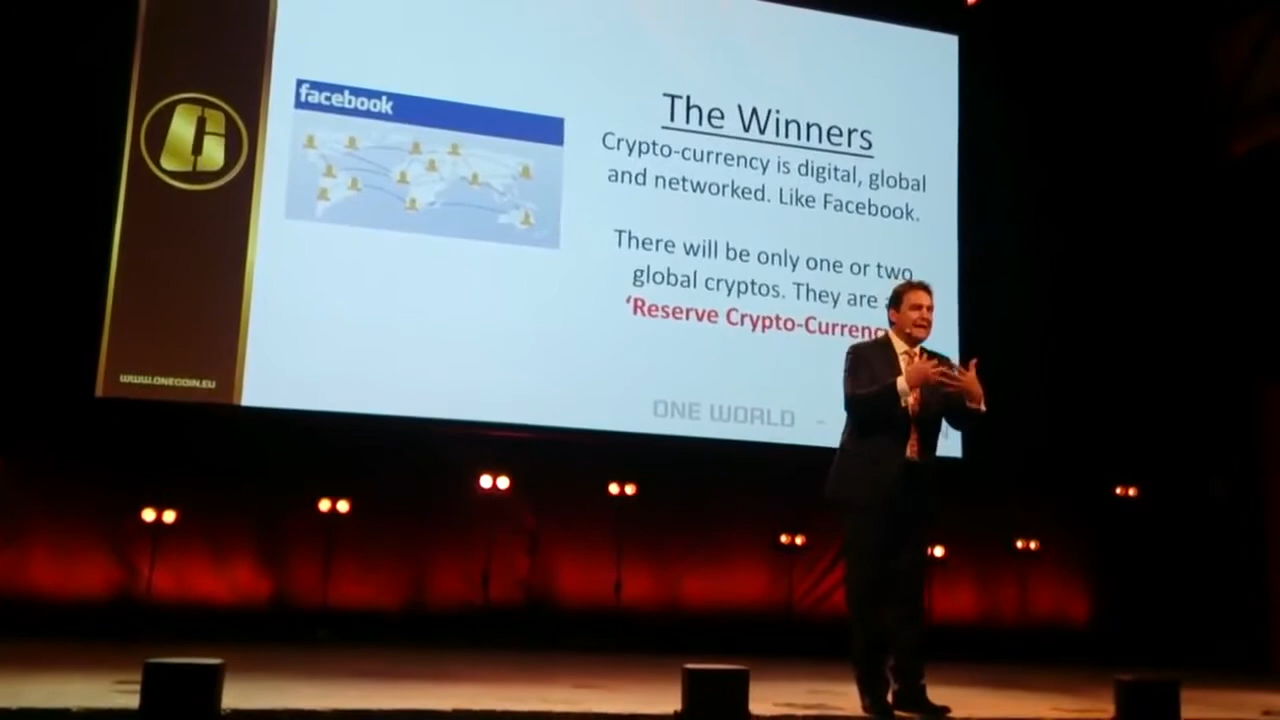 facebook
The Winners
Crypto-currency is digital, global
and networked. Like Facebook.
There will be only one or two
global cryptos. They are
‘Reserve Crypto-Currenc
WWW.ONECOIN.EU
ONE WORLD -